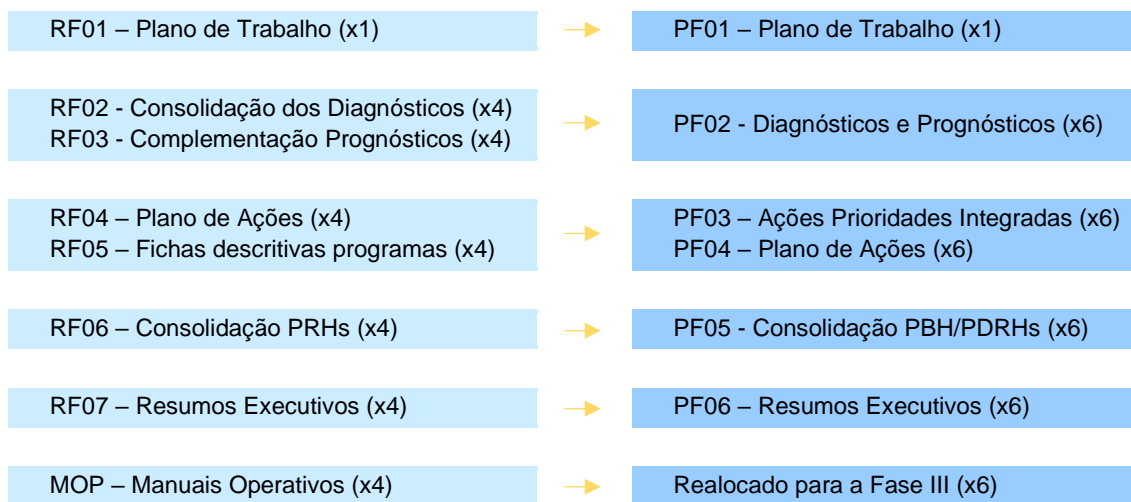 RF01 – Plano de Trabalho (x1)
PF01 – Plano de Trabalho (x1)
RF02 - Consolidação dos Diagnósticos (x4)
RF03 - Complementação Prognósticos (x4)
PF02 - Diagnósticos e Prognósticos (x6)
RF04 – Plano de Ações (x4)
RF05 – Fichas descritivas programas (x4)
PF03 – Ações Prioridades Integradas (x6)
PF04 – Plano de Ações (x6)
RF06 – Consolidação PRHs (x4)
PF05 - Consolidação PBH/PDRHs (x6)
RF07 – Resumos Executivos (x4)
PF06 – Resumos Executivos (x6)
MOP – Manuais Operativos (x4)
Realocado para a Fase III (x6)